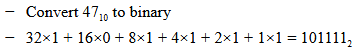 – Convert 47₁₀ to binary
– 32×1 + 16×0 + 8×1 + 4×1 + 2×1 + 1×1 = 101111₂